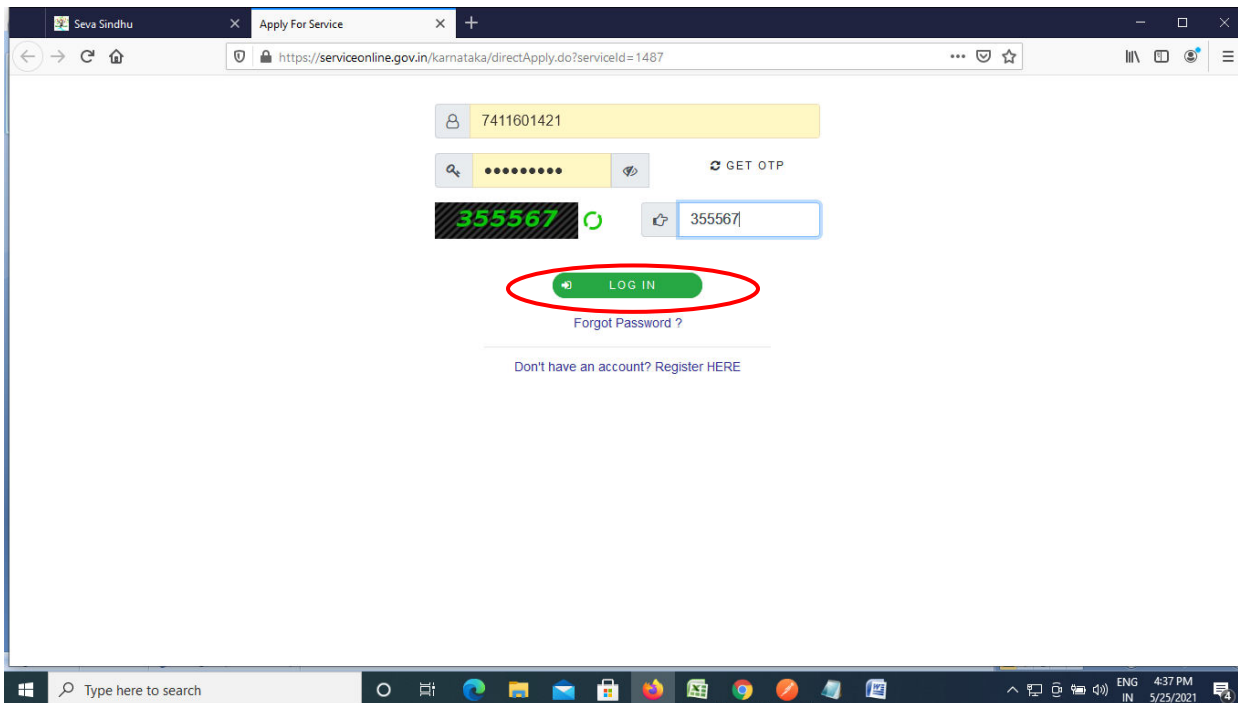 Seva Sindhu
Apply For Service
https://serviceonline.gov.in/karnataka/directApply.do?serviceId=1487
7411601421
GET OTP
355567
355567
LOG IN
Forgot Password ?
Don't have an account? Register HERE
Type here to search
ENG
IN
4:37 PM
5/25/2021
4